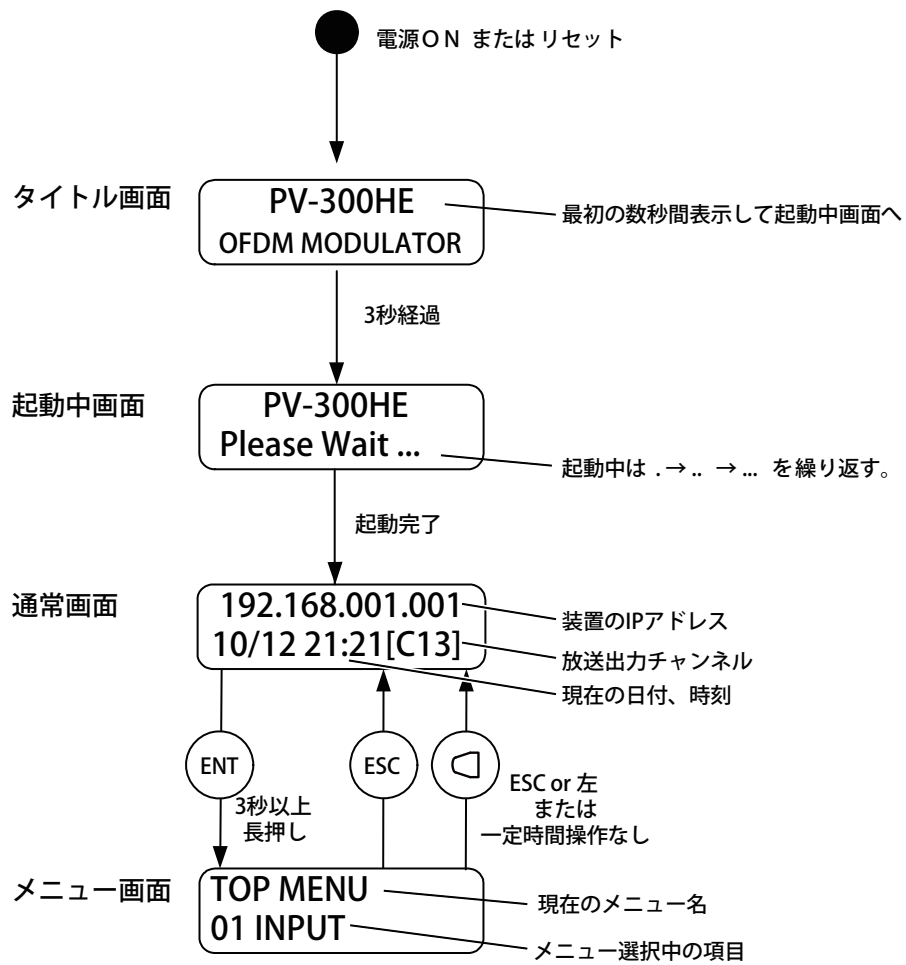 電源ＯＮ または リセット
タイトル画面
PV-300HE
OFDM MODULATOR
最初の数秒間表示して起動中画面へ
3秒経過
起動中画面
PV-300HE
Please Wait ...
起動中は . → .. → ... を繰り返す。
起動完了
通常画面
192.168.001.001
10/12 21:21[C13]
装置のIPアドレス
放送出力チャンネル
現在の日付、時刻
ENT
ESC
3秒以上
長押し
ESC or 左
または
一定時間操作なし
メニュー画面
TOP MENU
01 INPUT
現在のメニュー名
メニュー選択中の項目